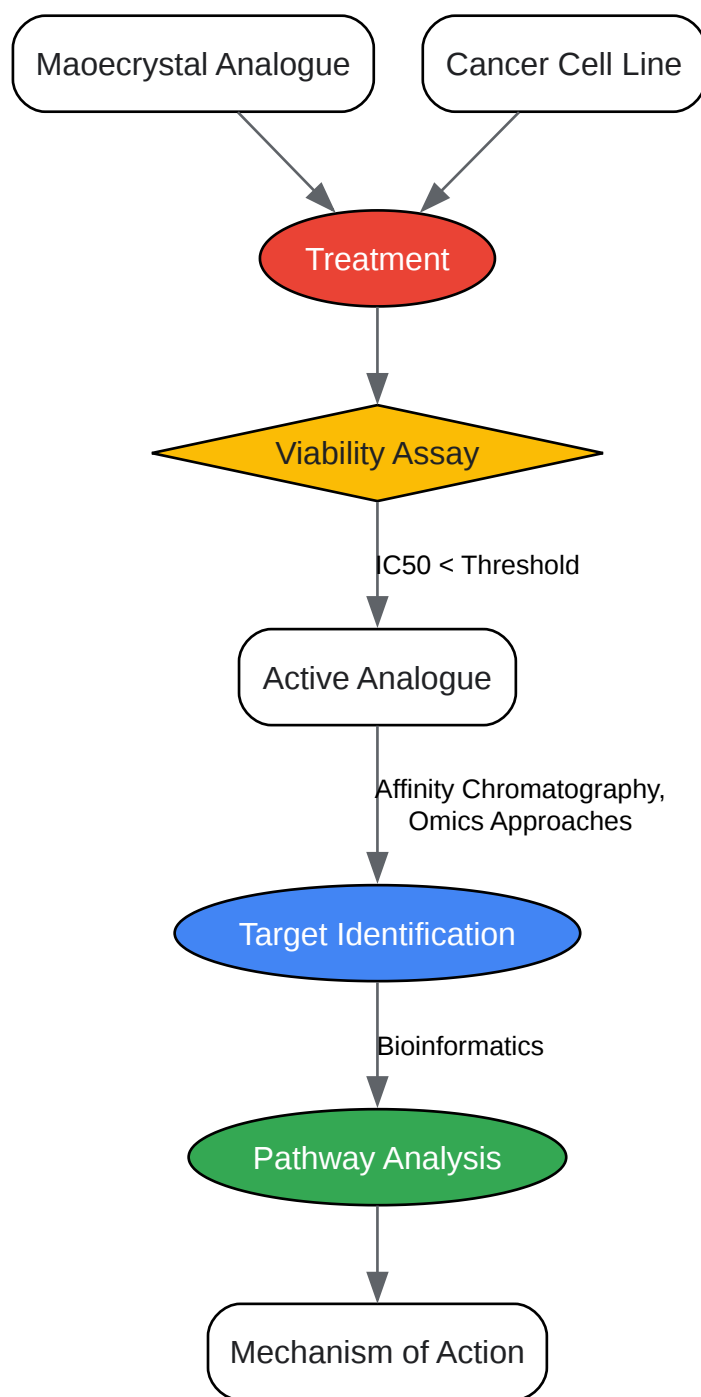 Maoecrystal Analogue
Cancer Cell Line
Treatment
Viability Assay
IC50 < Threshold
Active Analogue
Affinity Chromatography,
Omics Approaches
Target Identification
Bioinformatics
Pathway Analysis
Mechanism of Action